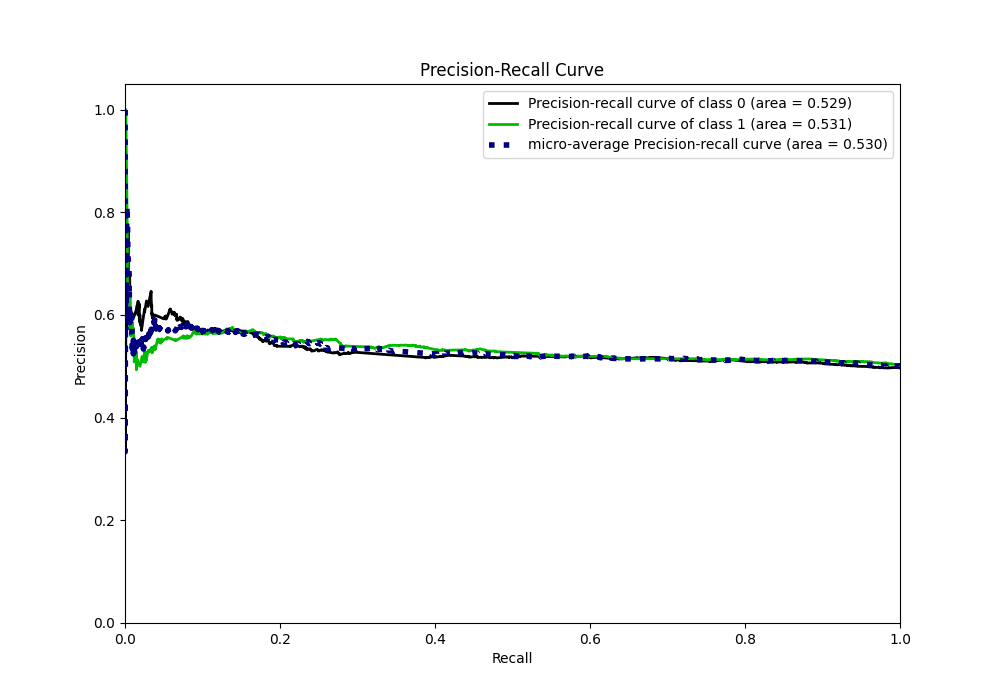 Precision-Recall Curve
Precision-recall curve of class 0 (area = 0.529)
Precision-recall curve of class 1 (area = 0.531)
micro-average Precision-recall curve (area = 0.530)
Precision
1.0
0.8
0.6
0.4
0.2
0.0
0.0 0.2 0.4 0.6 0.8 1.0
Recall